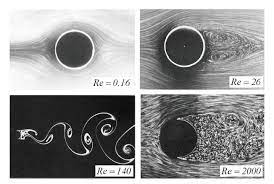 Re = 0.16
Re = 26
Re = 140
Re = 2000